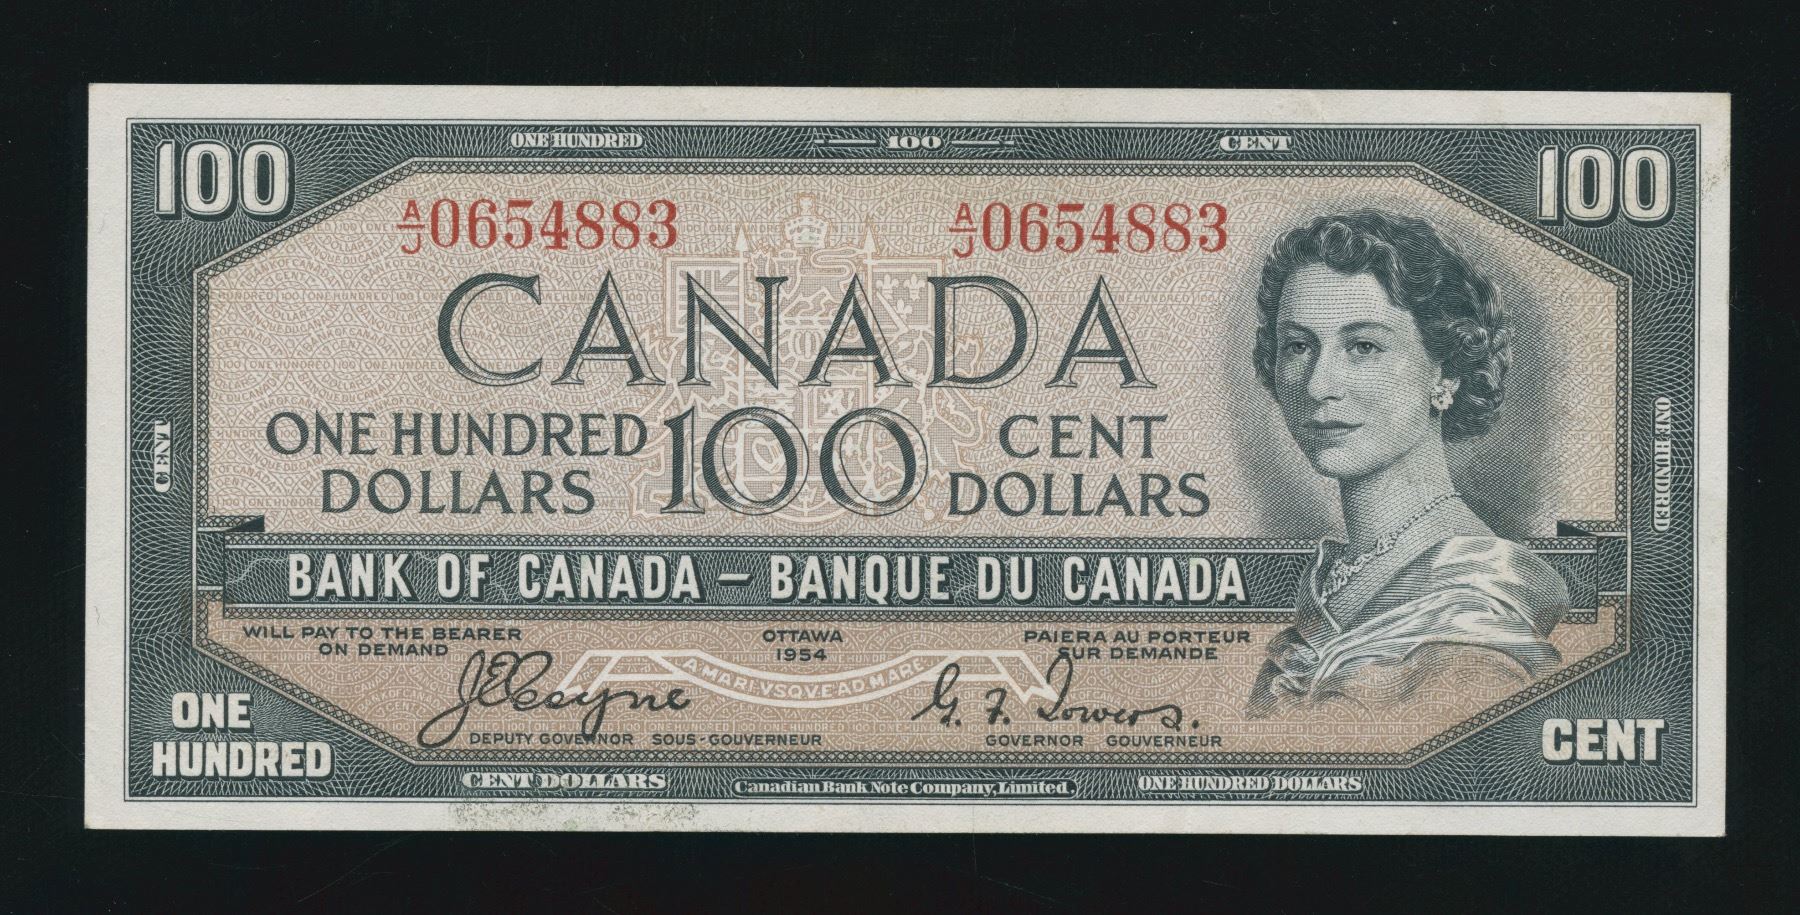 ONE HUNDRED 100 CENT
100 100
A/J 0654883 A/J 0654883
CANADA
ONE HUNDRED DOLLARS 100 CENT DOLLARS
CENT
ONE HUNDRED
BANK OF CANADA – BANQUE DU CANADA
WILL PAY TO THE BEARER
ON DEMAND
OTTAWA
1954
PAIERA AU PORTEUR
SUR DEMANDE
A·MARI·VSQVE·AD·MARE
J E Coyne
G. F. Towers.
DEPUTY GOVERNOR SOUS-GOUVERNEUR
GOVERNOR GOUVERNEUR
ONE
HUNDRED
CENT
CENT DOLLARS
Canadian Bank Note Company, Limited.
ONE HUNDRED DOLLARS